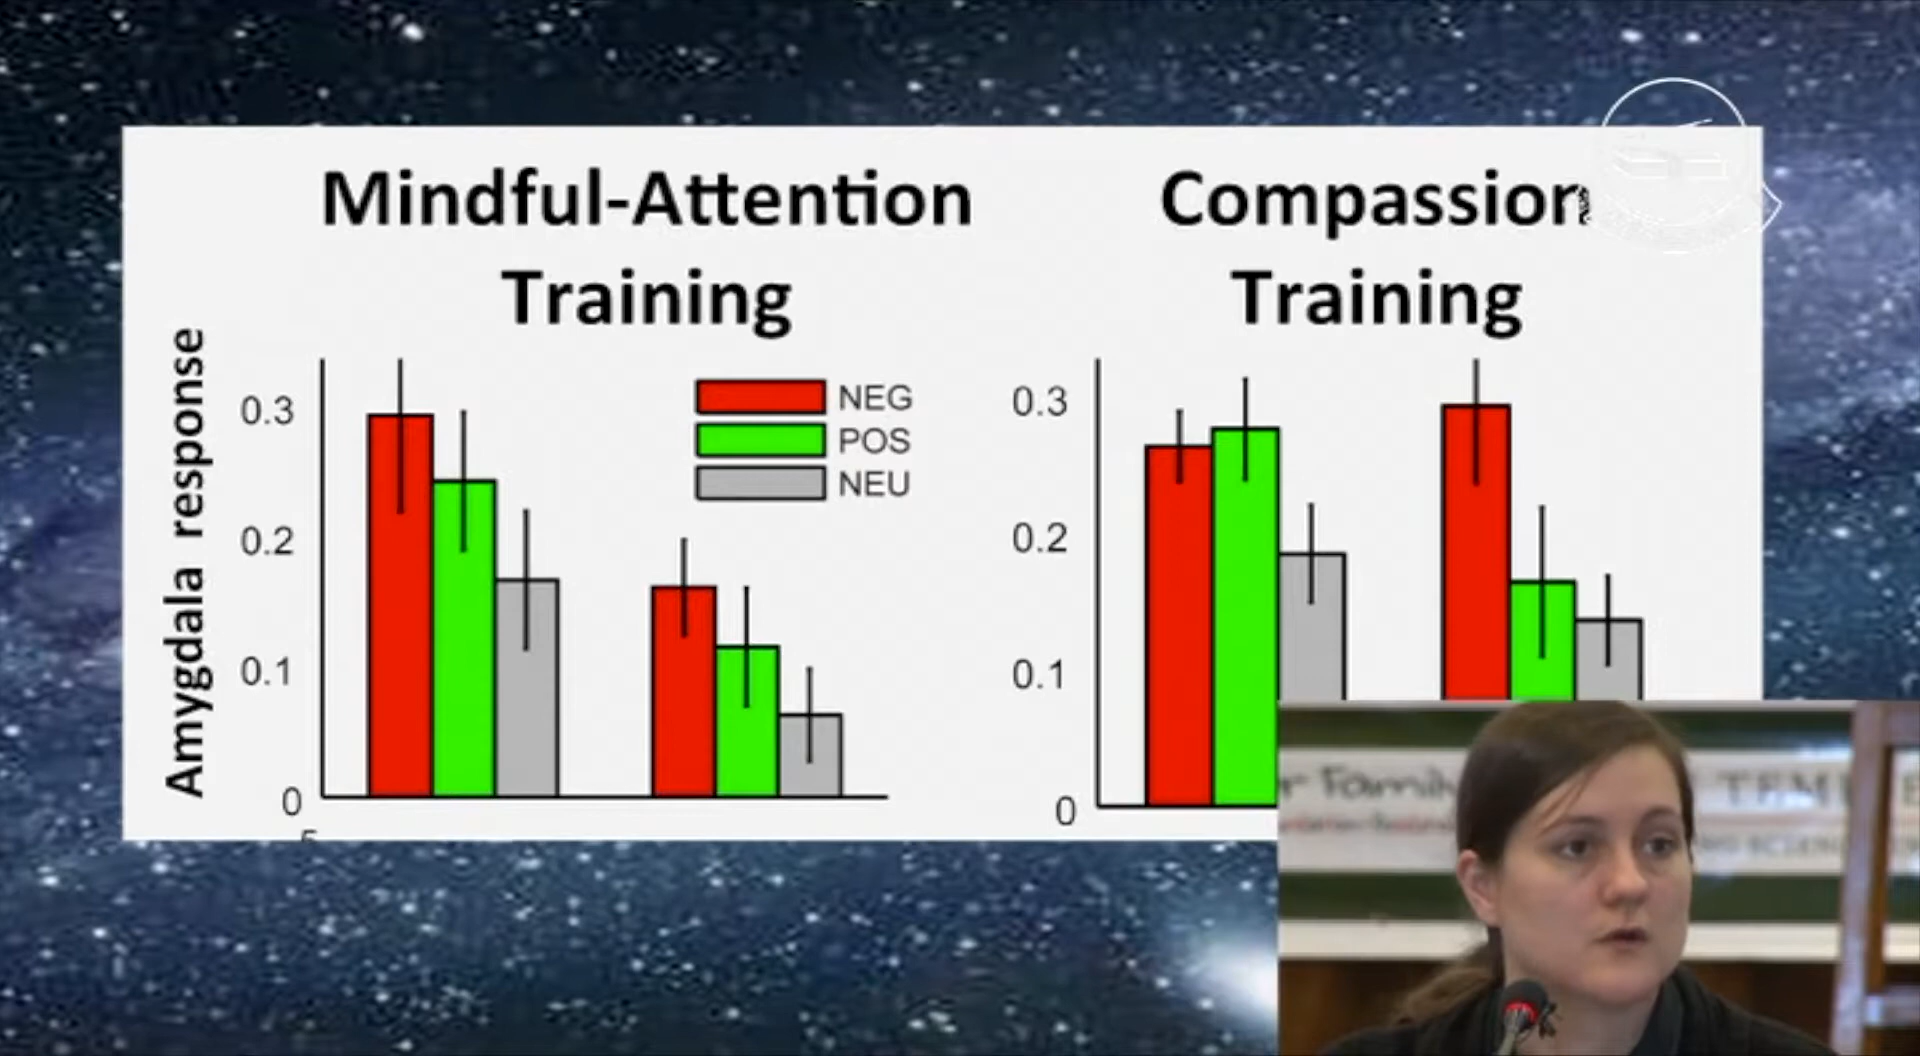 Mindful-Attention
Training
Compassion
Training
Amygdala response
0.3
0.2
0.1
0
NEG
POS
NEU
0.3
0.2
0.1
0
r Famil